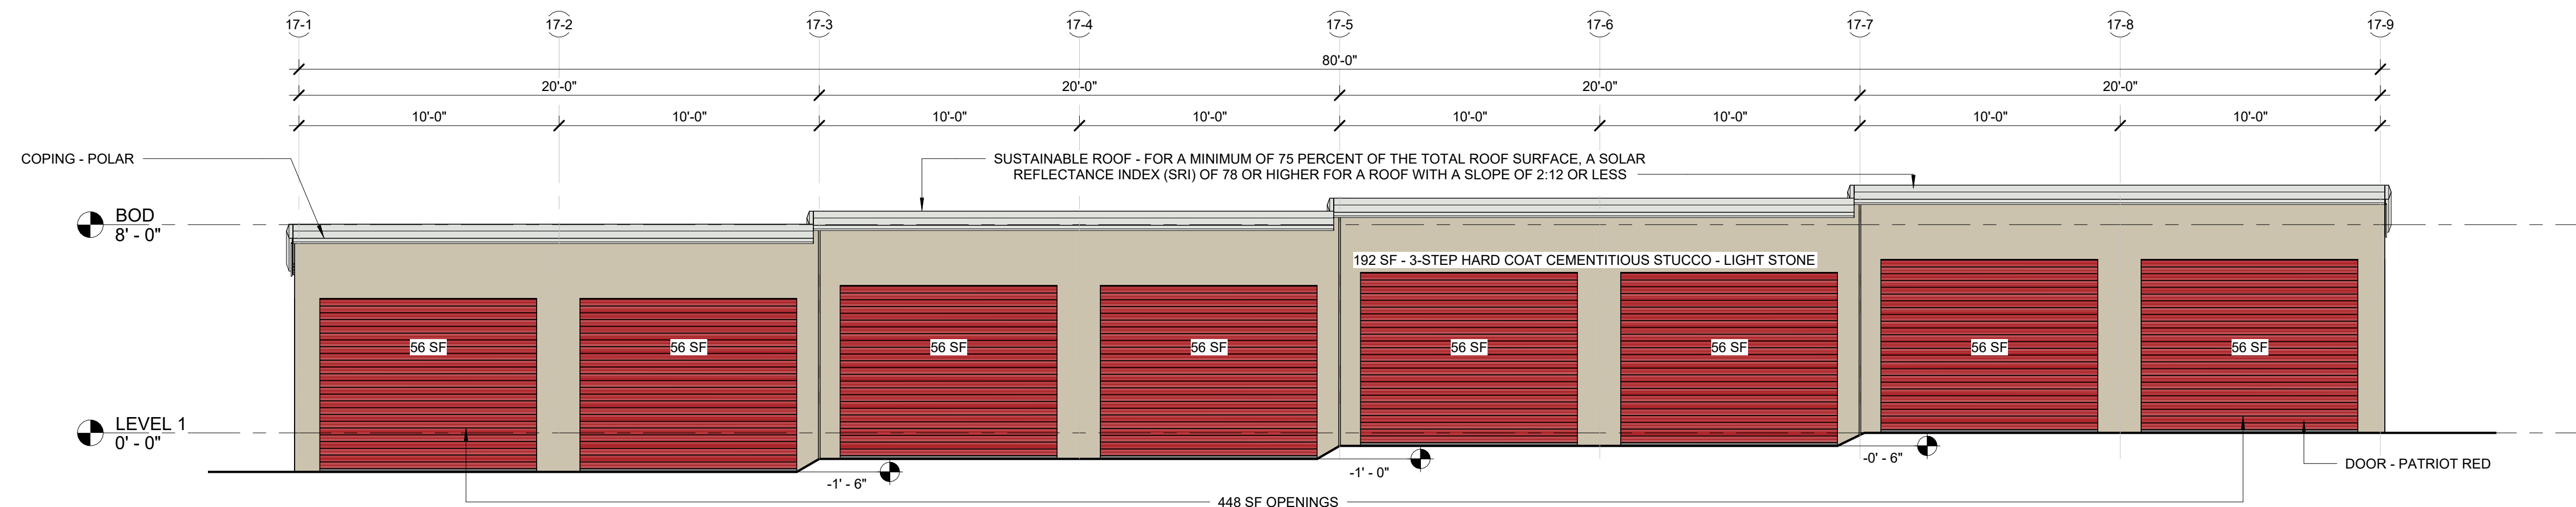 17-1 17-2 17-3 17-4 17-5 17-6 17-7 17-8 17-9
80'-0"
20'-0" 20'-0" 20'-0" 20'-0"
10'-0" 10'-0" 10'-0" 10'-0" 10'-0" 10'-0" 10'-0" 10'-0"
COPING - POLAR
SUSTAINABLE ROOF - FOR A MINIMUM OF 75 PERCENT OF THE TOTAL ROOF SURFACE, A SOLAR
REFLECTANCE INDEX (SRI) OF 78 OR HIGHER FOR A ROOF WITH A SLOPE OF 2:12 OR LESS
BOD
8' - 0"
192 SF - 3-STEP HARD COAT CEMENTITIOUS STUCCO - LIGHT STONE
56 SF 56 SF 56 SF 56 SF 56 SF 56 SF 56 SF 56 SF
LEVEL 1
0' - 0"
-1' - 6" -1' - 0" -0' - 6"
DOOR - PATRIOT RED
448 SF OPENINGS